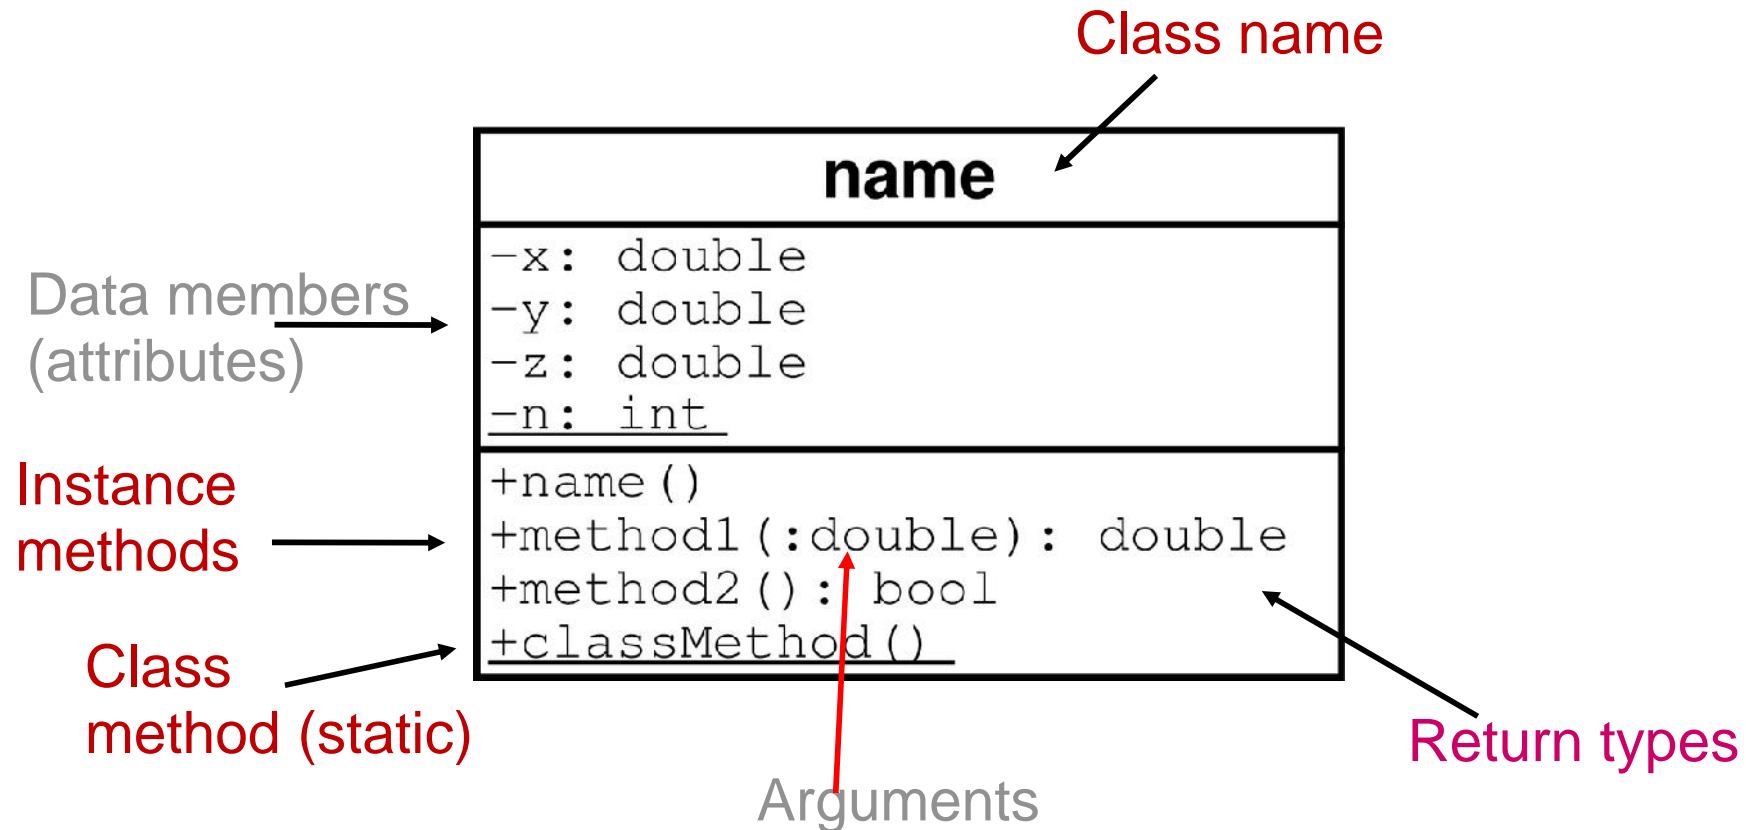 Class name
name
-x: double
-y: double
-z: double
-n: int
Data members
(attributes)
+name()
+method1(:double): double
+method2(): bool
+classMethod()
Instance
methods
Class
method (static)
Return types
Arguments